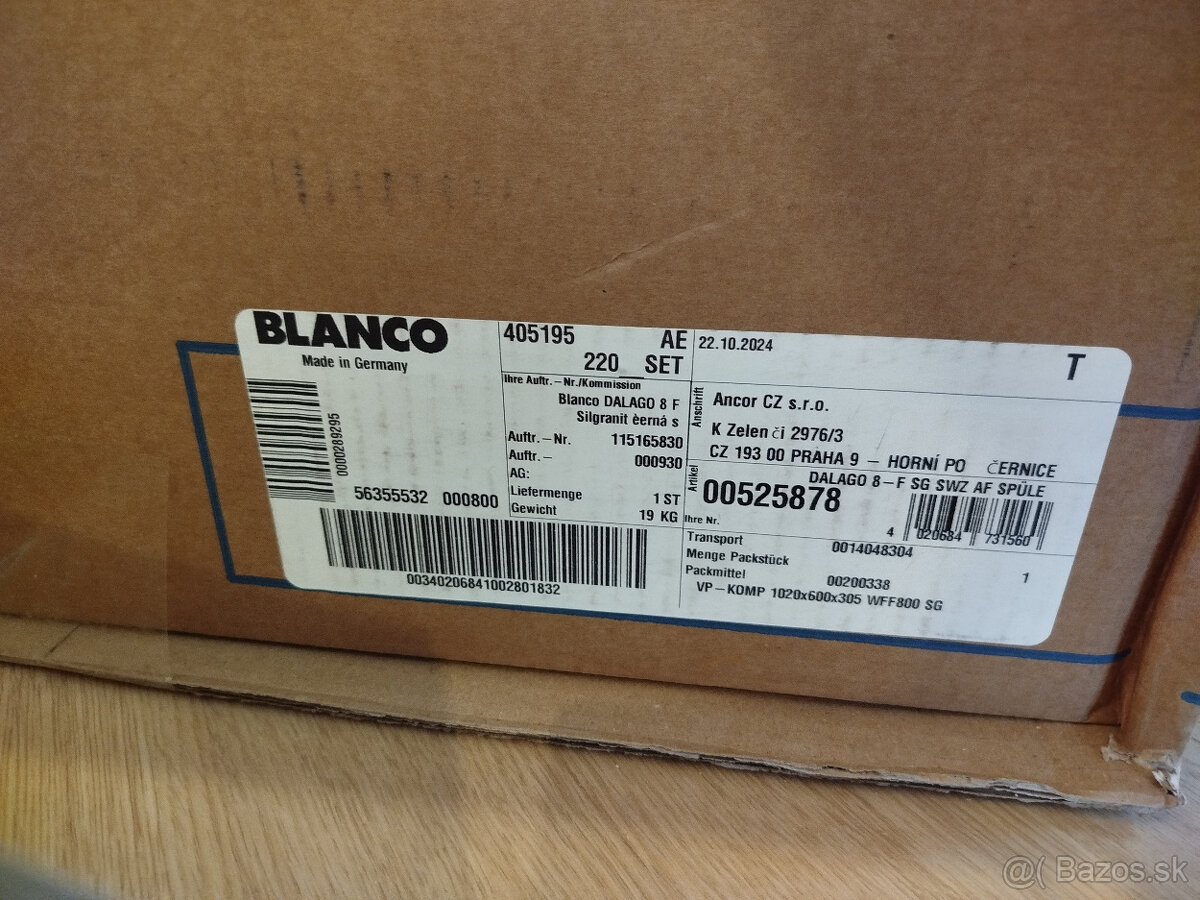 BLANCO
Made in Germany
0000289295
56355532 000800
00340206841002801832
405195 AE
220 SET
Ihre Auftr.-Nr./Kommission
Blanco DALAGO 8 F
Silgranit èerná s
Auftr.-Nr. 115165830
Auftr.- 000930
AG:
Liefermenge 1 ST
Gewicht 19 KG
22.10.2024 T
Anschrift
Ancor CZ s.r.o.
K Zelen či 2976/3
CZ 193 00 PRAHA 9 - HORNÍ PO ČERNICE
Artikel
DALAGO 8-F SG SWZ AF SPÜLE
00525878
4 020684 731560
Ihre Nr.
Transport 0014048304
Menge Packstück 1
Packmittel 00200338
VP-KOMP 1020x600x305 WFF800 SG
@( Bazos.sk